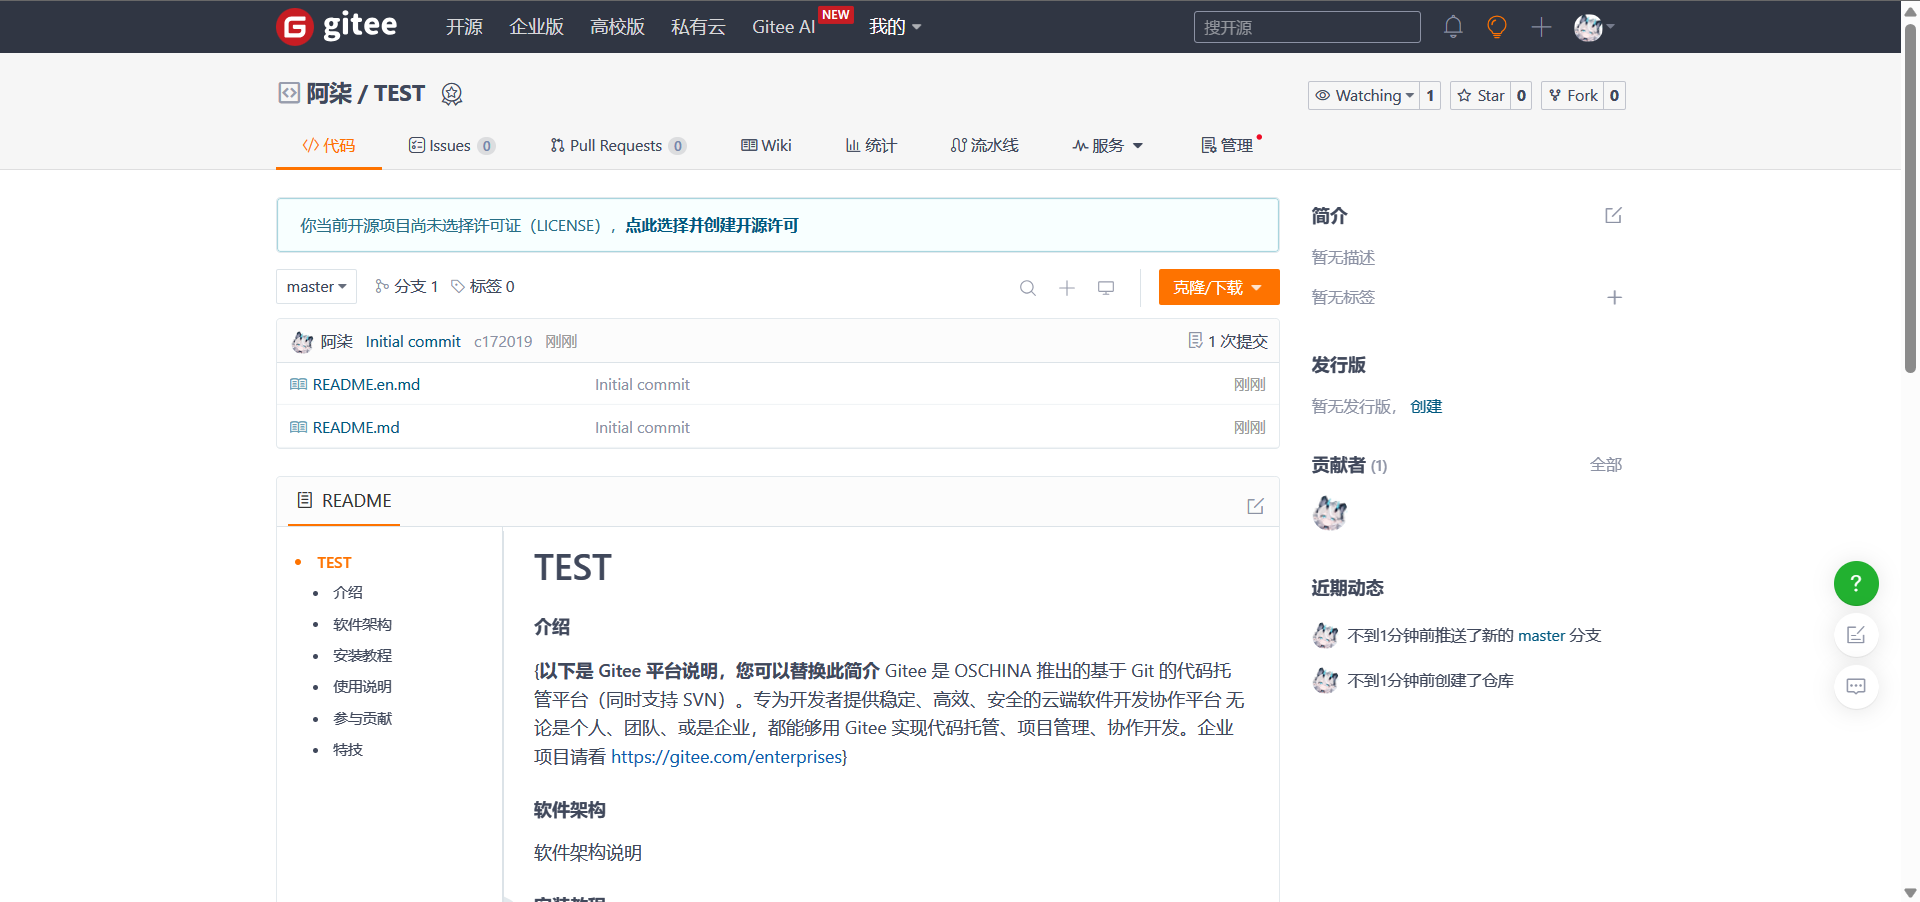 gitee 开源 企业版 高校版 私有云 Gitee AI NEW 我的 搜开源
阿柒 / TEST Watching 1 Star 0 Fork 0
代码 Issues 0 Pull Requests 0 Wiki 统计 流水线 服务 管理
你当前开源项目尚未选择许可证（LICENSE），点此选择并创建开源许可
master 分支 1 标签 0 克隆/下载
阿柒 Initial commit c172019 刚刚 1 次提交
README.en.md Initial commit 刚刚
README.md Initial commit 刚刚
README
TEST
介绍
软件架构
安装教程
使用说明
参与贡献
特技
TEST
介绍
{以下是 Gitee 平台说明，您可以替换此简介 Gitee 是 OSCHINA 推出的基于 Git 的代码托
管平台（同时支持 SVN）。专为开发者提供稳定、高效、安全的云端软件开发协作平台 无
论是个人、团队、或是企业，都能够用 Gitee 实现代码托管、项目管理、协作开发。企业
项目请看 https://gitee.com/enterprises}
软件架构
软件架构说明
安装教程
简介
暂无描述
暂无标签
发行版
暂无发行版， 创建
贡献者 (1) 全部
近期动态
不到1分钟前推送了新的 master 分支
不到1分钟前创建了仓库
?